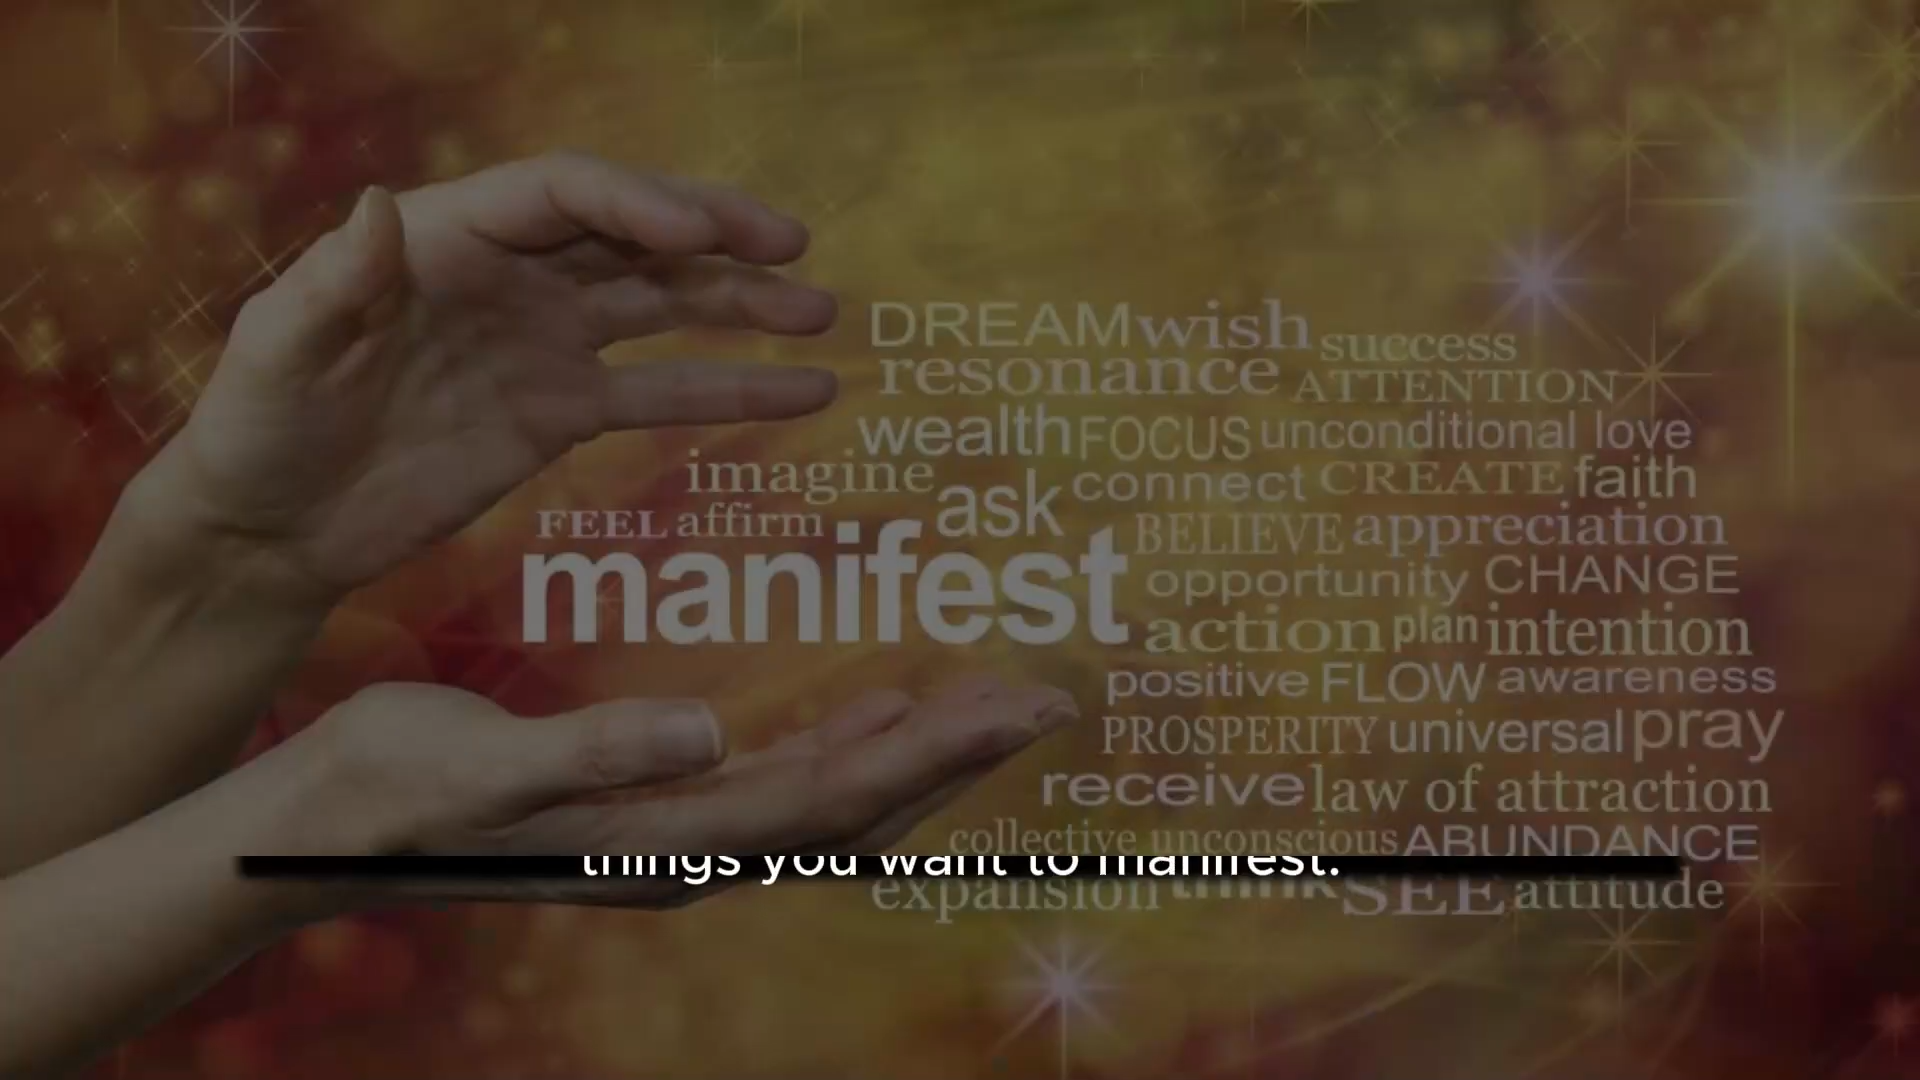 DREAM wish success
resonance ATTENTION
wealth FOCUS unconditional love
imagine ask connect CREATE faith
FEEL affirm BELIEVE appreciation
manifest opportunity CHANGE
action plan intention
positive FLOW awareness
PROSPERITY universal pray
receive law of attraction
collective unconscious ABUNDANCE
things you want to manifest.
expansion think SEE attitude